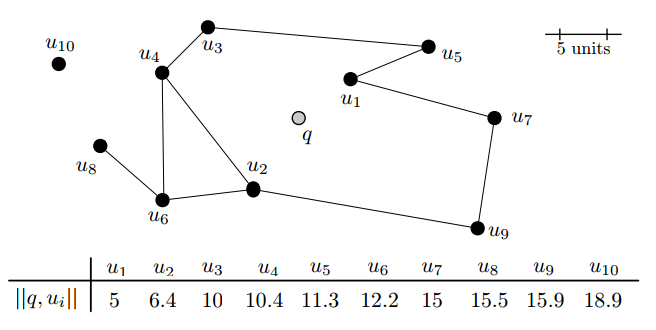 u₃
u₁₀
u₄
u₅
5 units
u₁
u₇
q
u₈
u₂
u₆
u₉
u₁ u₂ u₃ u₄ u₅ u₆ u₇ u₈ u₉ u₁₀
||q, uᵢ|| 5 6.4 10 10.4 11.3 12.2 15 15.5 15.9 18.9